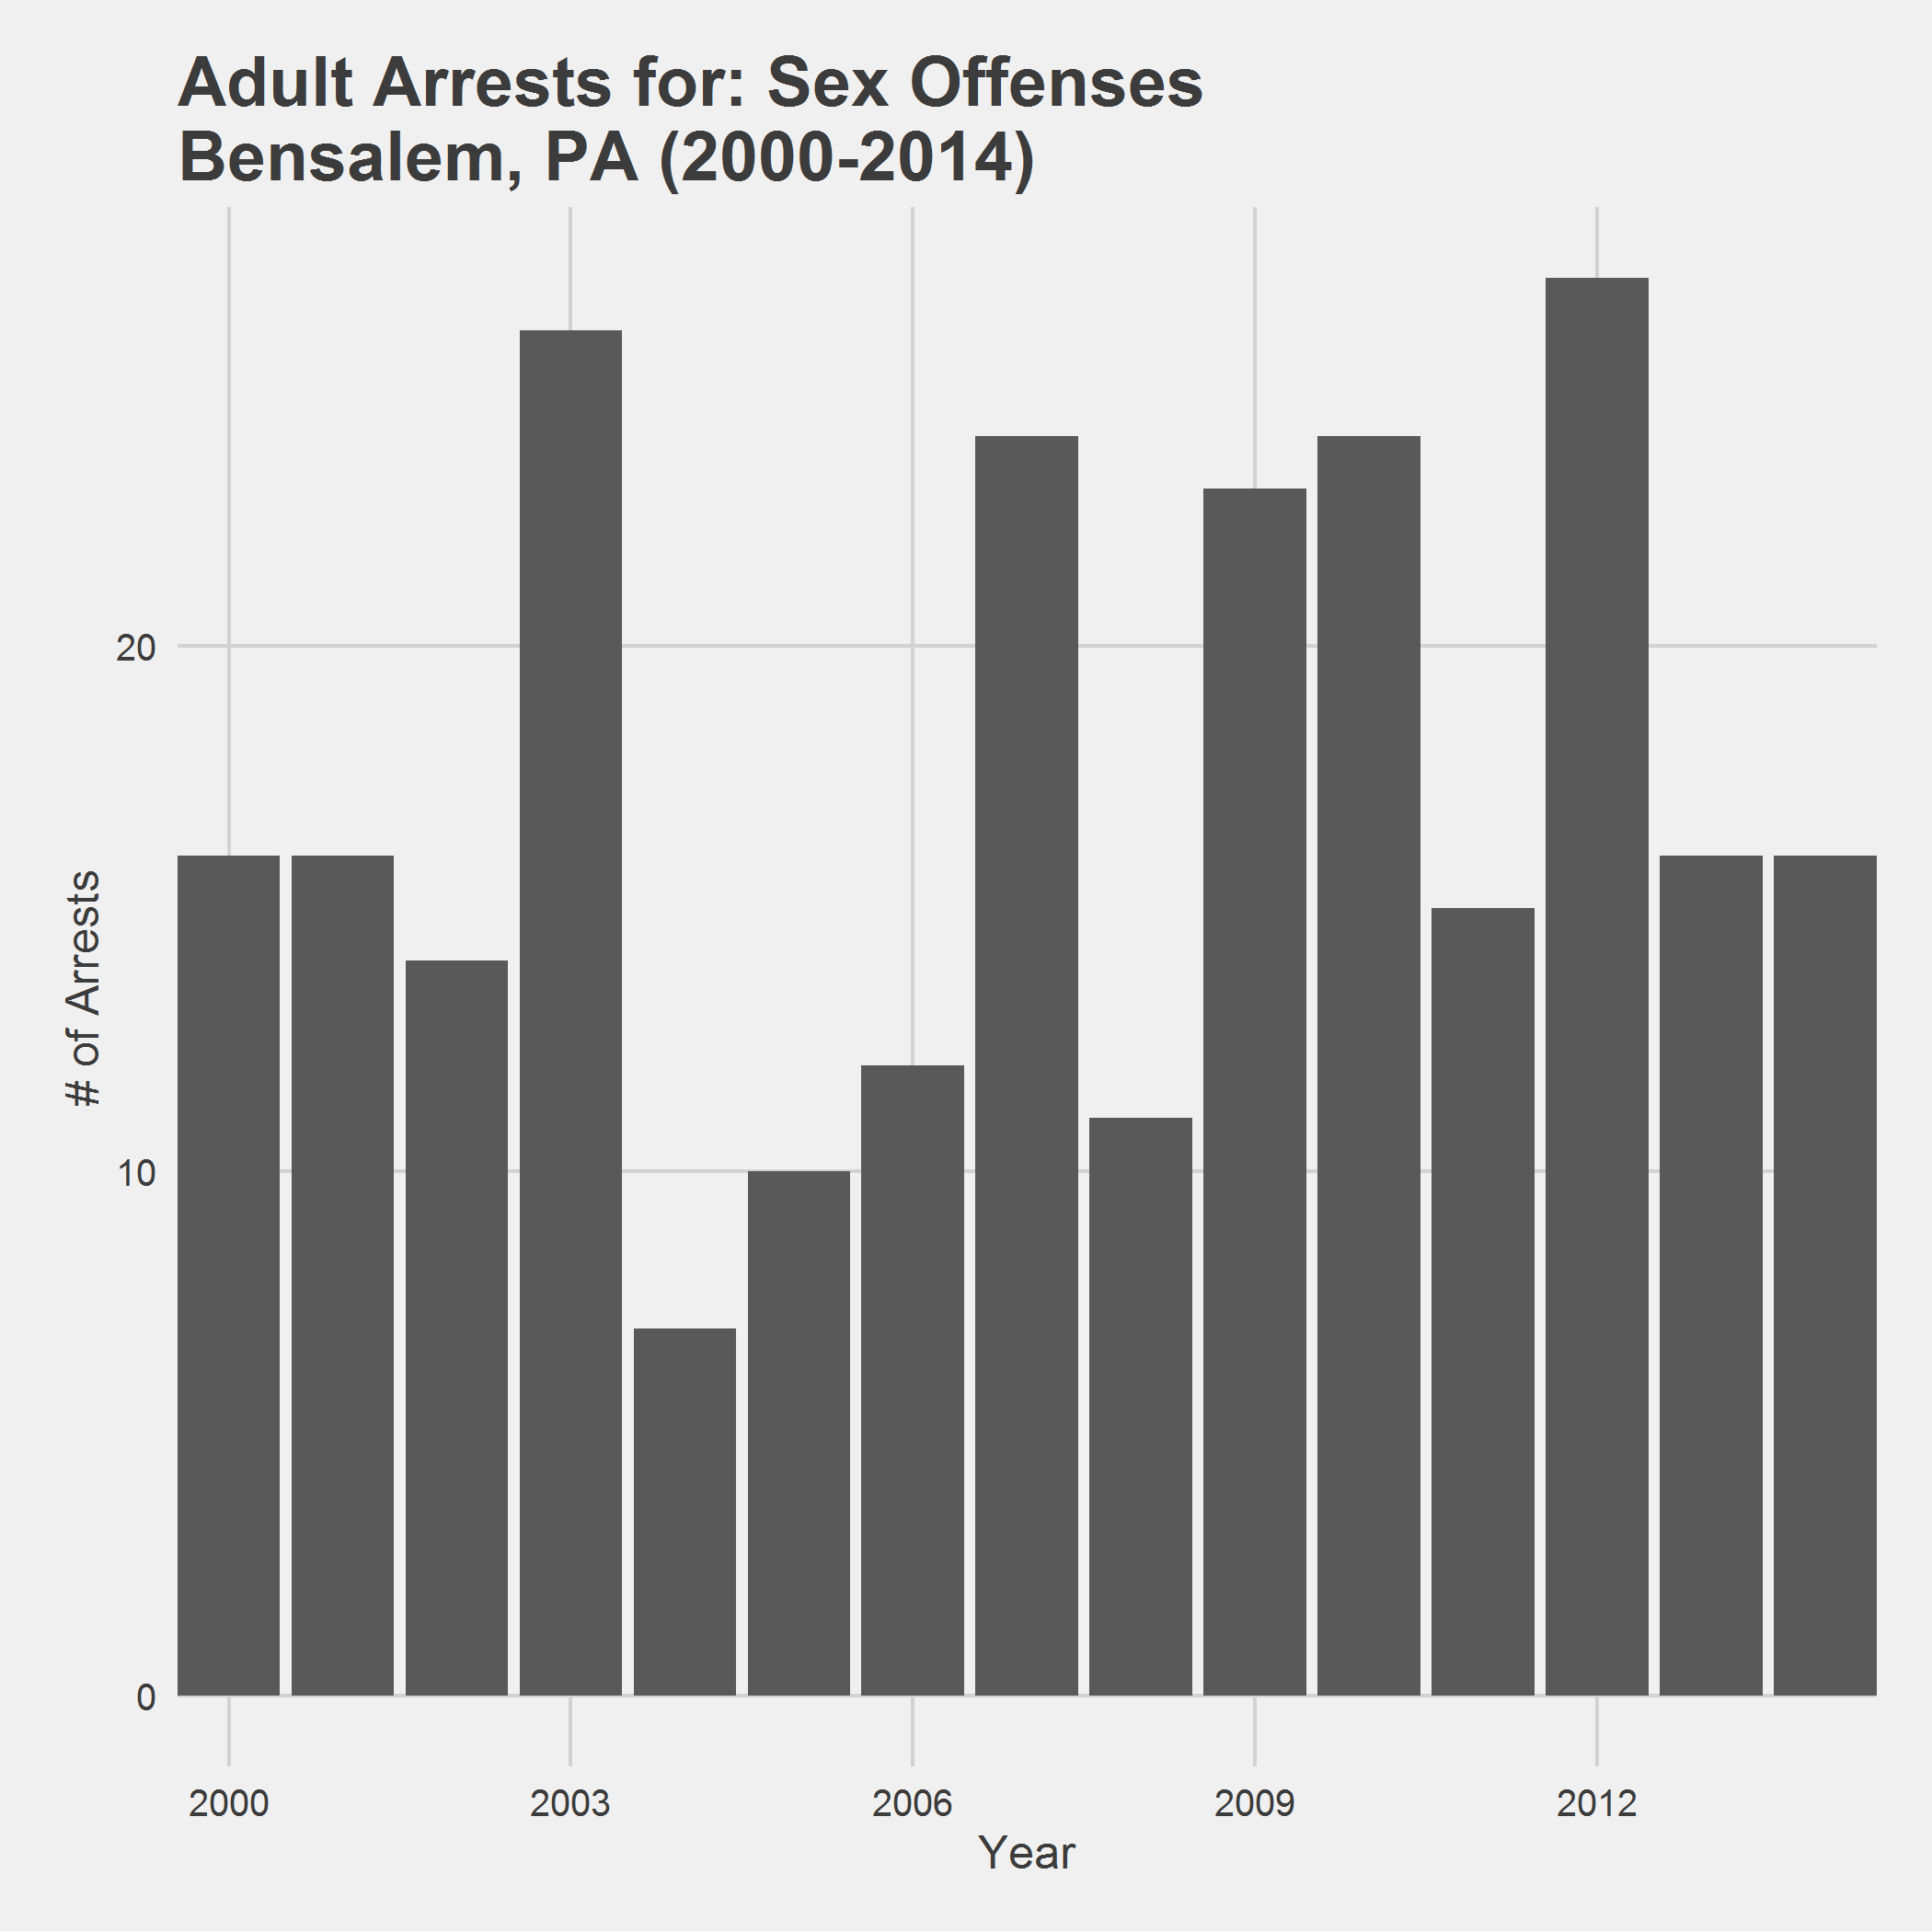 Adult Arrests for: Sex Offenses
Bensalem, PA (2000-2014)
# of Arrests
20
10
0
2000 2003 2006 2009 2012
Year